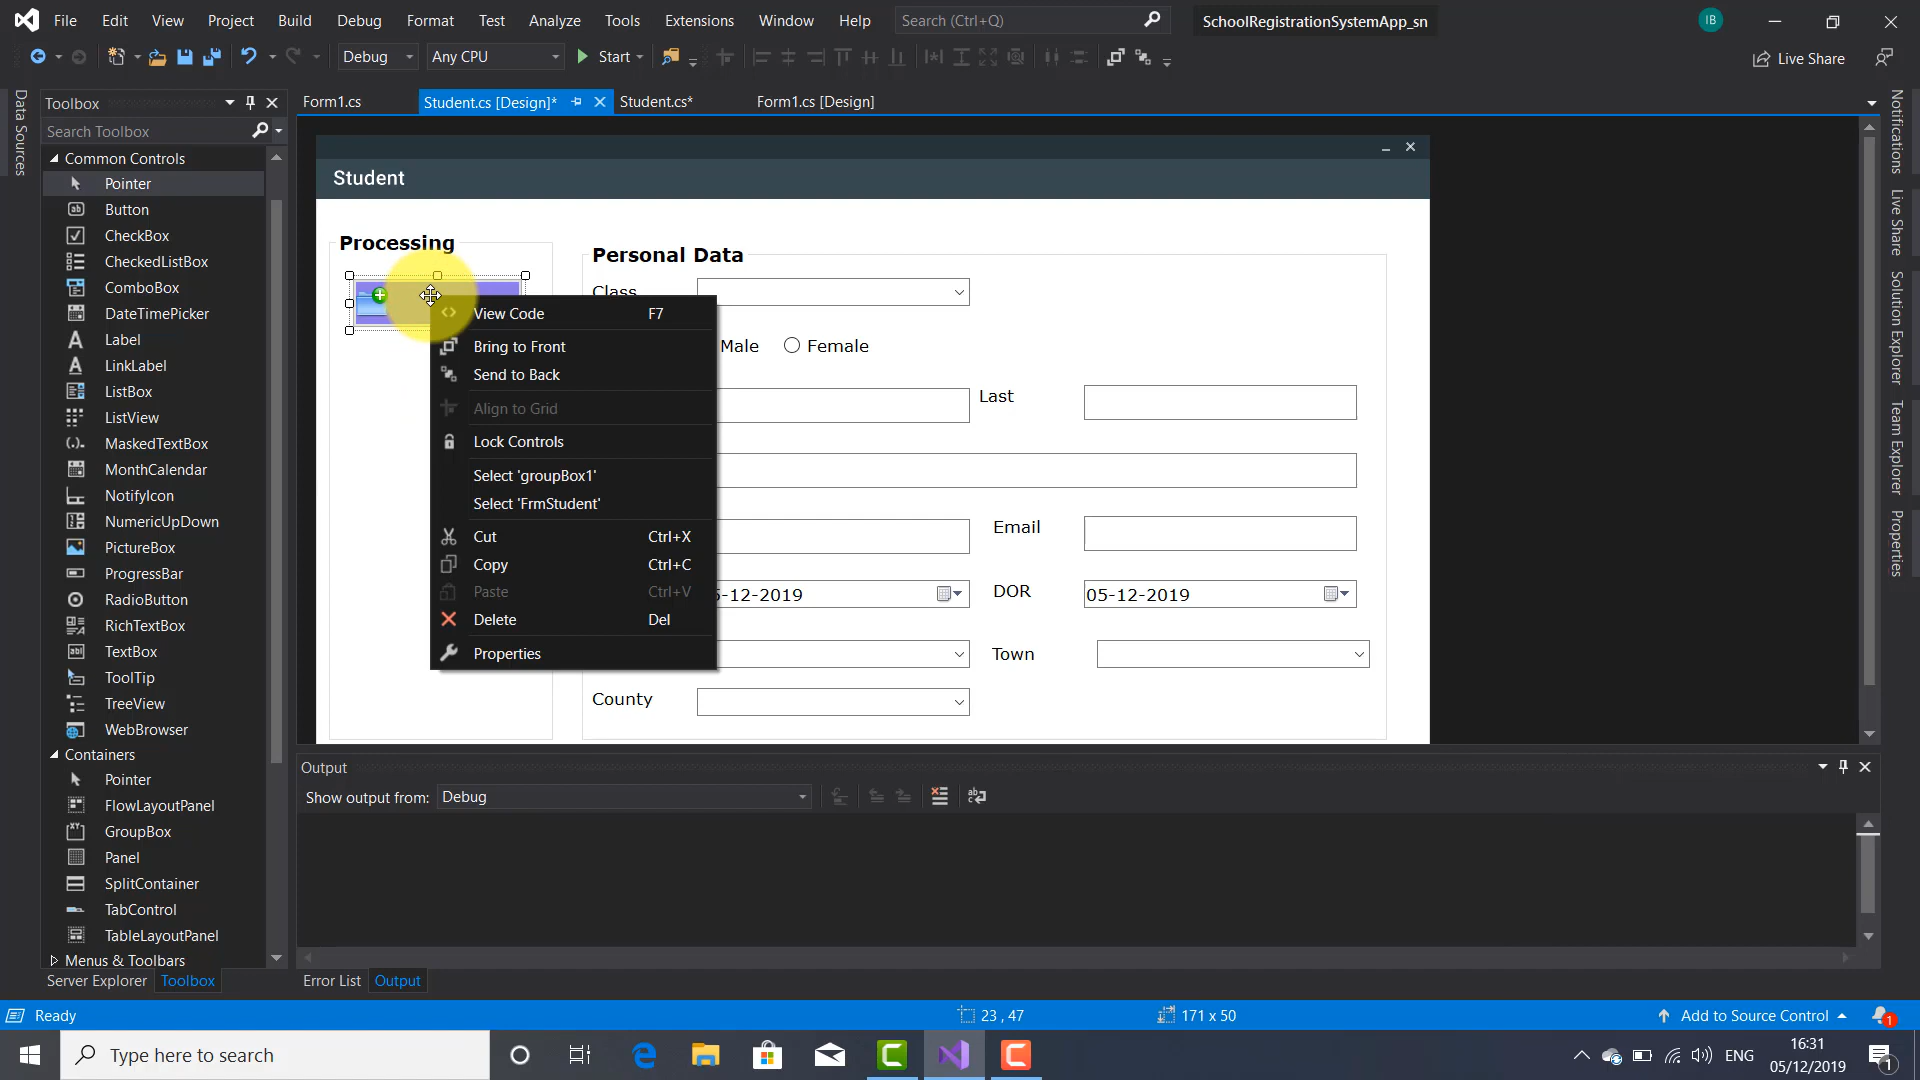 File Edit View Project Build Debug Format Test Analyze Tools Extensions Window Help Search (Ctrl+Q) SchoolRegistrationSystemApp_sn IB
Debug Any CPU Start Live Share
Data Sources
Toolbox
Search Toolbox
Common Controls
Pointer
Button
CheckBox
CheckedListBox
ComboBox
DateTimePicker
Label
LinkLabel
ListBox
ListView
MaskedTextBox
MonthCalendar
NotifyIcon
NumericUpDown
PictureBox
ProgressBar
RadioButton
RichTextBox
TextBox
ToolTip
TreeView
WebBrowser
Containers
Pointer
FlowLayoutPanel
GroupBox
Panel
SplitContainer
TabControl
TableLayoutPanel
Menus & Toolbars
Server Explorer Toolbox
Form1.cs Student.cs [Design]* Student.cs* Form1.cs [Design]
Student
Processing
Personal Data
Class
Male Female
Last
Email
5-12-2019 DOR 05-12-2019
Town
County
View Code F7
Bring to Front
Send to Back
Align to Grid
Lock Controls
Select 'groupBox1'
Select 'FrmStudent'
Cut Ctrl+X
Copy Ctrl+C
Paste Ctrl+V
Delete Del
Properties
Output
Show output from: Debug
Error List Output
Notifications
Live Share
Solution Explorer
Team Explorer
Properties
Ready 23 , 47 171 x 50 Add to Source Control 1
Type here to search ENG 16:31
05/12/2019 1